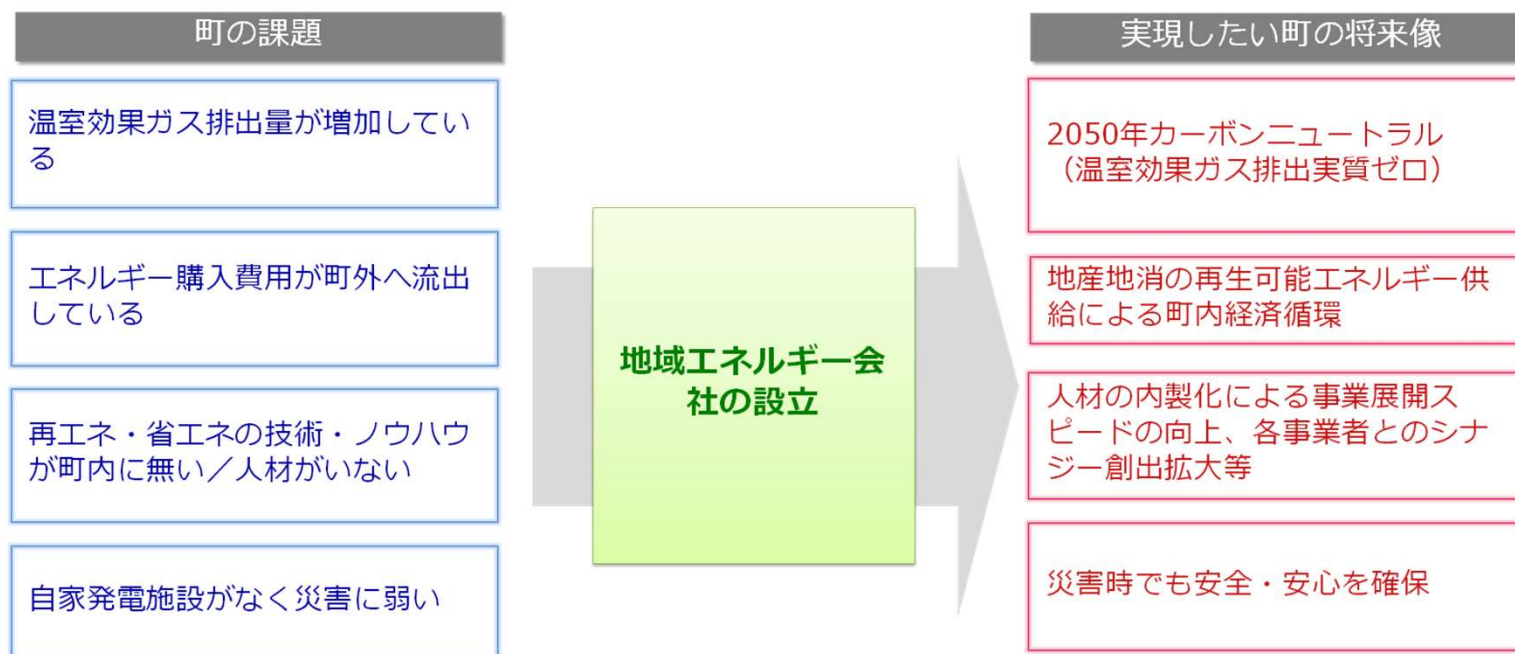 町の課題
温室効果ガス排出量が増加してい
る
エネルギー購入費用が町外へ流出
している
再エネ・省エネの技術・ノウハウ
が町内に無い／人材がいない
自家発電施設がなく災害に弱い
地域エネルギー会
社の設立
実現したい町の将来像
2050年カーボンニュートラル
（温室効果ガス排出実質ゼロ）
地産地消の再生可能エネルギー供
給による町内経済循環
人材の内製化による事業展開ス
ピードの向上、各事業者とのシナ
ジー創出拡大等
災害時でも安全・安心を確保